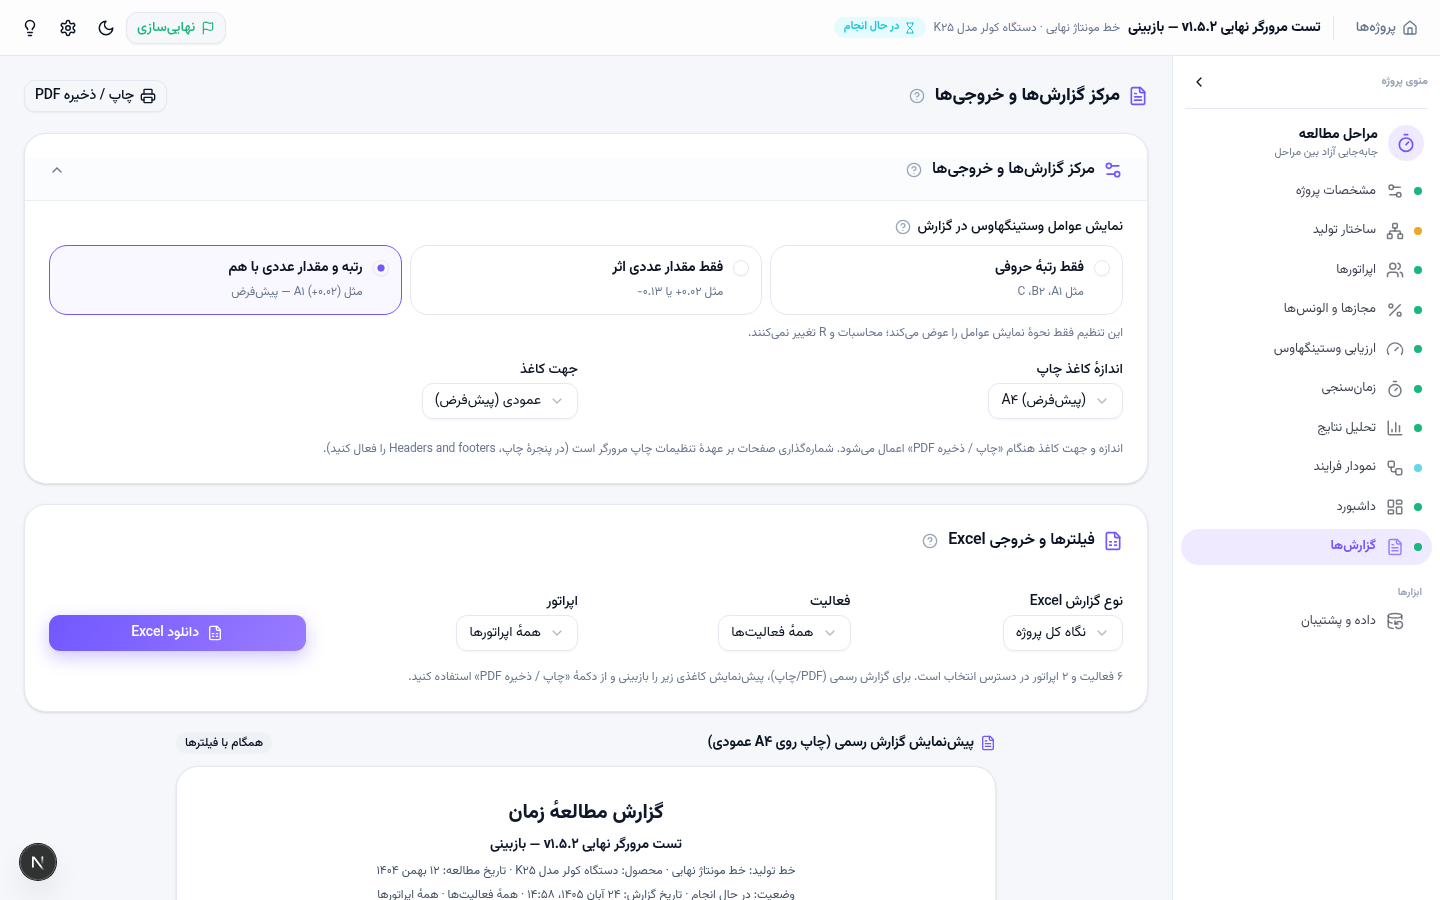 پروژه‌ها
تست مرورگر نهایی v۱.۵.۲ — بازبینی
خط مونتاژ نهایی · دستگاه کولر مدل K۲۵
در حال انجام
نهایی‌سازی
منوی پروژه
مراحل مطالعه
جابه‌جایی آزاد بین مراحل
مشخصات پروژه
ساختار تولید
اپراتورها
مجازها و الونس‌ها
ارزیابی وستینگهاوس
زمان‌سنجی
تحلیل نتایج
نمودار فرایند
داشبورد
گزارش‌ها
ابزارها
داده و پشتیبان
مرکز گزارش‌ها و خروجی‌ها
چاپ / ذخیره PDF
مرکز گزارش‌ها و خروجی‌ها
نمایش عوامل وستینگهاوس در گزارش
فقط رتبهٔ حروفی
مثل C ،B۲ ،A۱
فقط مقدار عددی اثر
مثل ۰.۰۲+ یا ۰.۱۳-
رتبه و مقدار عددی با هم
مثل A۱ (+۰.۰۲) — پیش‌فرض
این تنظیم فقط نحوهٔ نمایش عوامل را عوض می‌کند؛ محاسبات و R تغییر نمی‌کنند.
اندازهٔ کاغذ چاپ
A۴ (پیش‌فرض)
جهت کاغذ
عمودی (پیش‌فرض)
اندازه و جهت کاغذ هنگام «چاپ / ذخیره PDF» اعمال می‌شود. شماره‌گذاری صفحات بر عهدهٔ تنظیمات چاپ مرورگر است (در پنجرهٔ چاپ، Headers and footers را فعال کنید).
فیلترها و خروجی Excel
نوع گزارش Excel
نگاه کل پروژه
فعالیت
همهٔ فعالیت‌ها
اپراتور
همهٔ اپراتورها
دانلود Excel
۶ فعالیت و ۲ اپراتور در دسترس انتخاب است. برای گزارش رسمی (PDF/چاپ)، پیش‌نمایش کاغذی زیر را بازبینی و از دکمهٔ «چاپ / ذخیره PDF» استفاده کنید.
پیش‌نمایش گزارش رسمی (چاپ روی A۴ عمودی)
همگام با فیلترها
گزارش مطالعهٔ زمان
تست مرورگر نهایی v۱.۵.۲ — بازبینی
خط تولید: خط مونتاژ نهایی · محصول: دستگاه کولر مدل K۲۵ · تاریخ مطالعه: ۱۲ بهمن ۱۴۰۴
وضعیت: در حال انجام · تاریخ گزارش: ۲۴ آبان ۱۴۰۵، ۱۴:۵۸ · همهٔ فعالیت‌ها · همهٔ اپراتورها
N